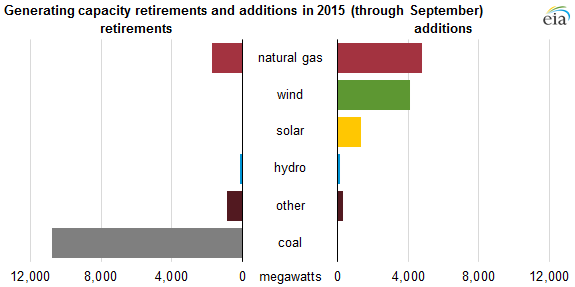 Generating capacity retirements and additions in 2015 (through September)
eia
retirements additions
natural gas
wind
solar
hydro
other
coal
12,000 8,000 4,000 0 megawatts 0 4,000 8,000 12,000